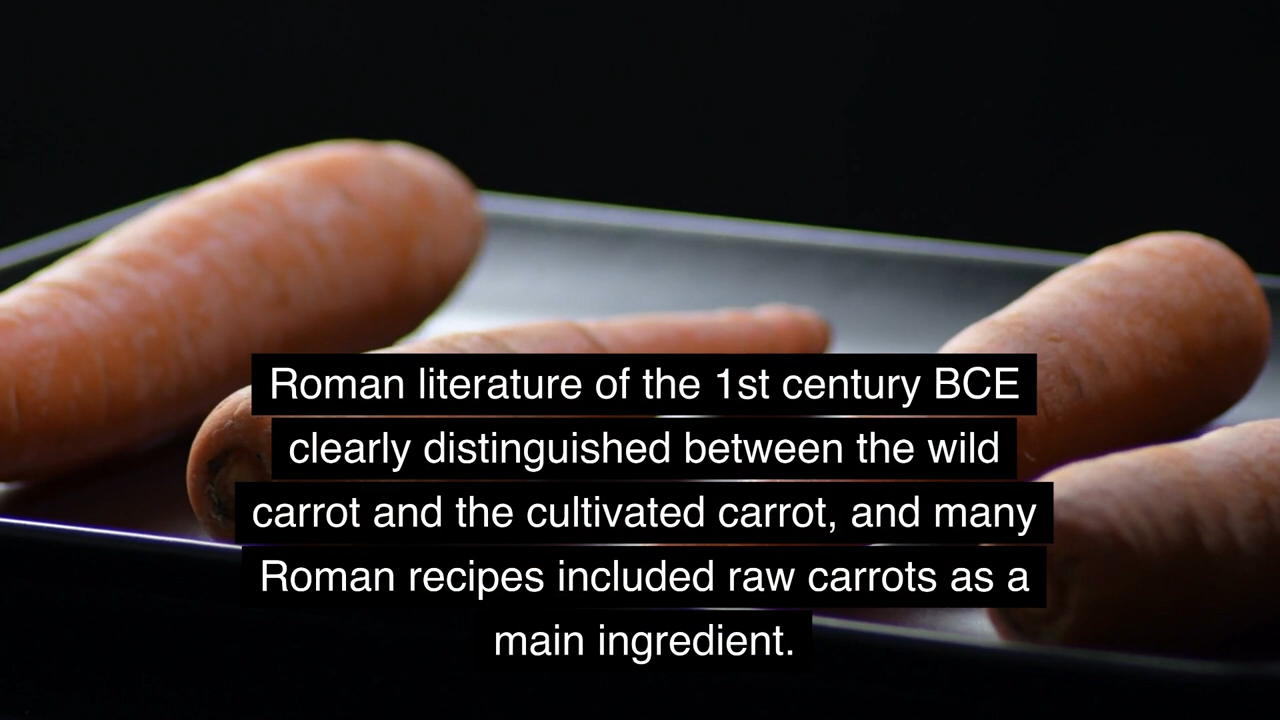 Roman literature of the 1st century BCE
clearly distinguished between the wild
carrot and the cultivated carrot, and many
Roman recipes included raw carrots as a
main ingredient.